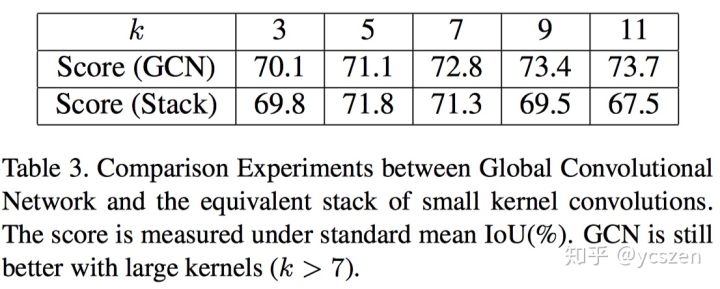 k 3 5 7 9 11
Score (GCN) 70.1 71.1 72.8 73.4 73.7
Score (Stack) 69.8 71.8 71.3 69.5 67.5
Table 3. Comparison Experiments between Global Convolutional
Network and the equivalent stack of small kernel convolutions.
The score is measured under standard mean IoU(%). GCN is still
better with large kernels (k > 7).
知乎 @ycszen